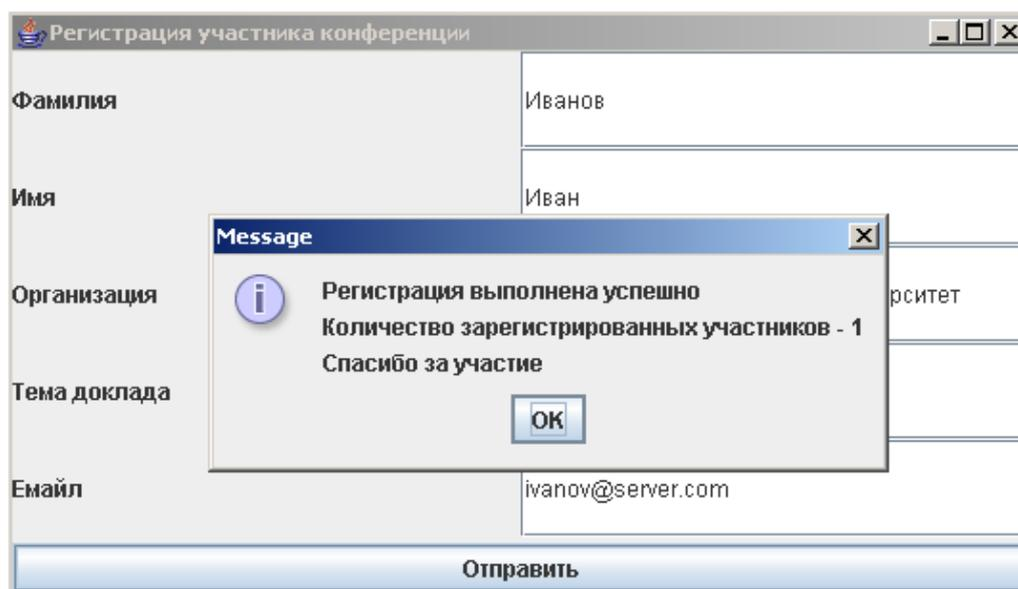 Регистрация участника конференции
Фамилия
Иванов
Имя
Иван
Message
Регистрация выполнена успешно
Количество зарегистрированных участников - 1
Спасибо за участие
OK
Организация
Тема доклада
Емайл
ivanov@server.com
Отправить